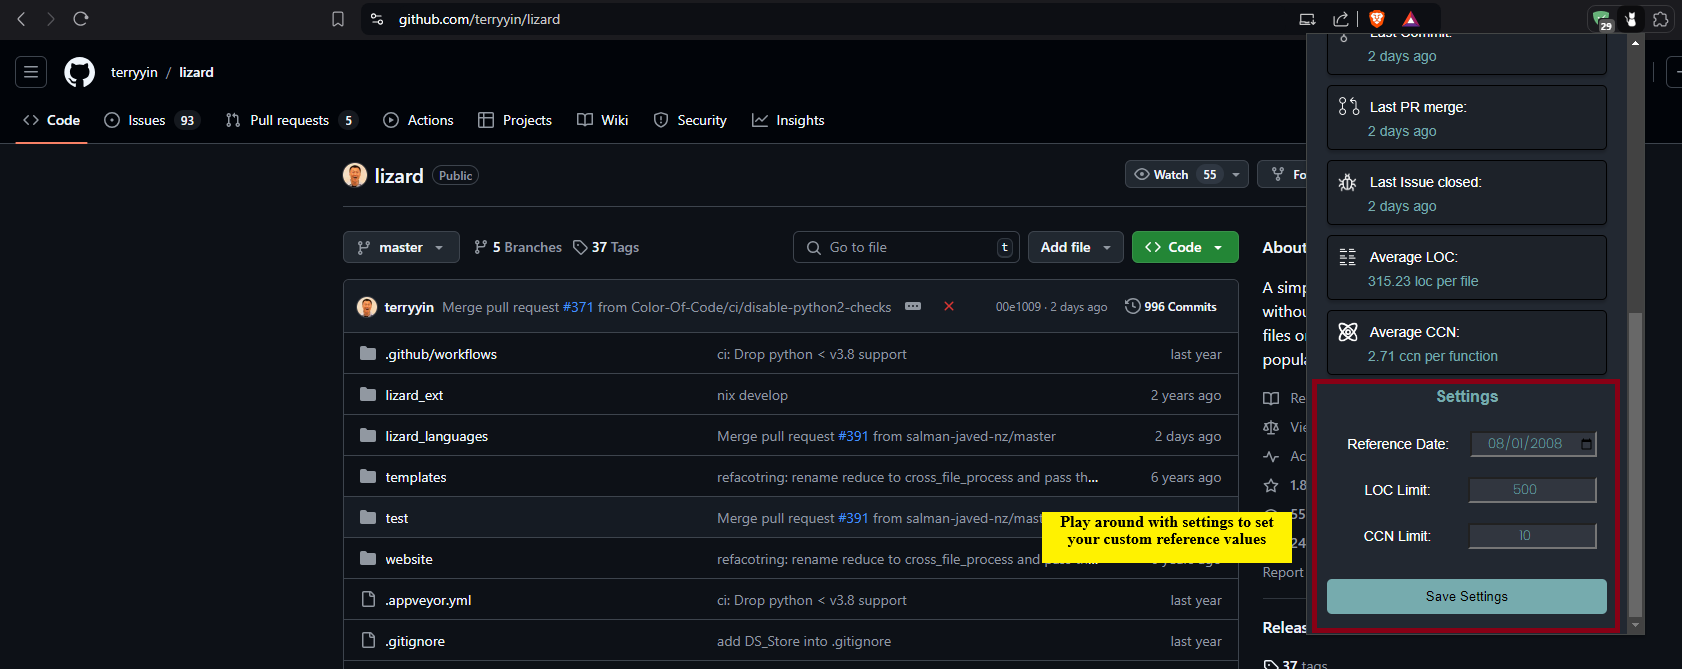 github.com/terryyin/lizard
29
terryyin / lizard
Code
Issues 93
Pull requests 5
Actions
Projects
Wiki
Security
Insights
lizard Public
Watch 55
Fo
master
5 Branches
37 Tags
Go to file t
Add file
Code
terryyin Merge pull request #371 from Color-Of-Code/ci/disable-python2-checks 00e1009 · 2 days ago 996 Commits
.github/workflows ci: Drop python < v3.8 support last year
lizard_ext nix develop 2 years ago
lizard_languages Merge pull request #391 from salman-javed-nz/master 2 days ago
templates refacotring: rename reduce to cross_file_process and pass th... 6 years ago
test Merge pull request #391 from salman-javed-nz/mast
website refacotring: rename reduce to cross_file_process and
.appveyor.yml ci: Drop python < v3.8 support last year
.gitignore add DS_Store into .gitignore last year
About
A simp
withou
files o
popula
Re
Vie
Ac
1.8
55
24
Report
Releas
37 tags
Play around with settings to set
your custom reference values
Last Commit:
2 days ago
Last PR merge:
2 days ago
Last Issue closed:
2 days ago
Average LOC:
315.23 loc per file
Average CCN:
2.71 ccn per function
Settings
Reference Date: 08/01/2008
LOC Limit: 500
CCN Limit: 10
Save Settings